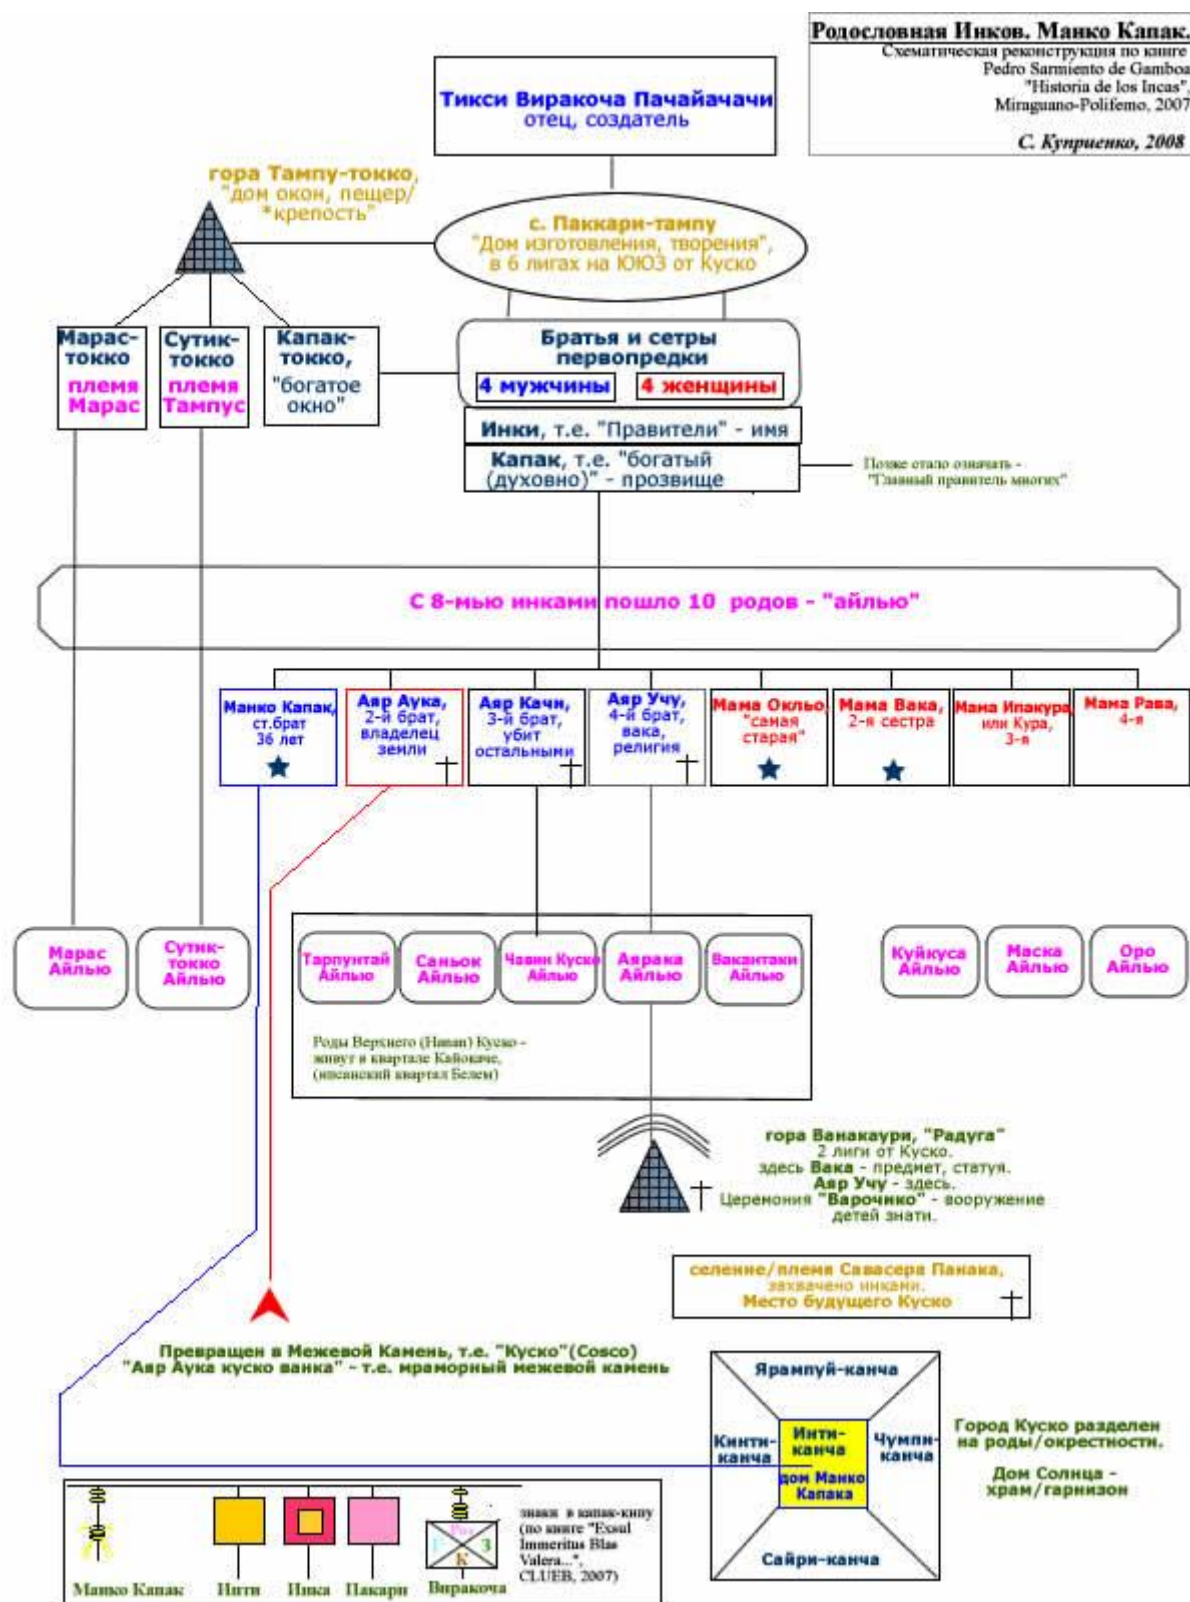 Родословная Инков. Манко Капак.
Схематическая реконструкция по книге
Pedro Sarmiento de Gamboa
"Historia de los Incas",
Miraguano-Polifemo, 2007
С. Куприенко, 2008
Тикси Виракоча Пачайачачи
отец, создатель
гора Тампу-токко,
"дом окон, пещер/
*крепость"
с. Паккари-тампу
"Дом изготовления, творения",
в 6 лигах на ЮЮЗ от Куско
Марас-
токко
племя
Марас
Сутик-
токко
племя
Тампус
Капак-
токко,
"богатое
окно"
Братья и сетры
первопредки
4 мужчины
4 женщины
Инки, т.е. "Правители" - имя
Капак, т.е. "богатый
(духовно)" - прозвище
Позже стало означать -
"Главный правитель многих"
С 8-мью инками пошло 10 родов - "айлью"
Манко Капак,
ст.брат
36 лет
Аяр Аука,
2-й брат,
владелец
земли
Аяр Качи,
3-й брат,
убит
остальными
Аяр Учу,
4-й брат,
вака,
религия
Мама Окльо,
"самая
старая"
Мама Вака,
2-я сестра
Мама Ипакура,
или Кура,
3-я
Мама Рава,
4-я
Марас
Айлью
Сутик-
токко
Айлью
Тарпунтай
Айлью
Саньок
Айлью
Чавин Куско
Айлью
Аярака
Айлью
Вакантаки
Айлью
Куйкуса
Айлью
Маска
Айлью
Оро
Айлью
Роды Верхнего (Hanan) Куско -
живут в квартале Кайокаче,
(испанский квартал Белем)
гора Ванакаури, "Радуга"
2 лиги от Куско.
здесь Вака - предмет, статуя.
Аяр Учу - здесь.
Церемония "Варочико" - вооружение
детей знати.
селение/племя Савасера Панака,
захвачено инками.
Место будущего Куско
Превращен в Межевой Камень, т.е. "Куско"(Cosco)
"Аяр Аука куско ванка" - т.е. мраморный межевой камень
Ярампуй-канча
Кинти-
канча
Инти-
канча
дом Манко
Капака
Чумпи-
канча
Сайри-канча
Город Куско разделен
на роды/окрестности.
Дом Солнца -
храм/гарнизон
Манко Капак
Инти
Инка
Пакари
Виракоча
З
К
знаки в капак-кипу
(по книге "Exsul
Immeritus Blas
Valera...",
CLUEB, 2007)